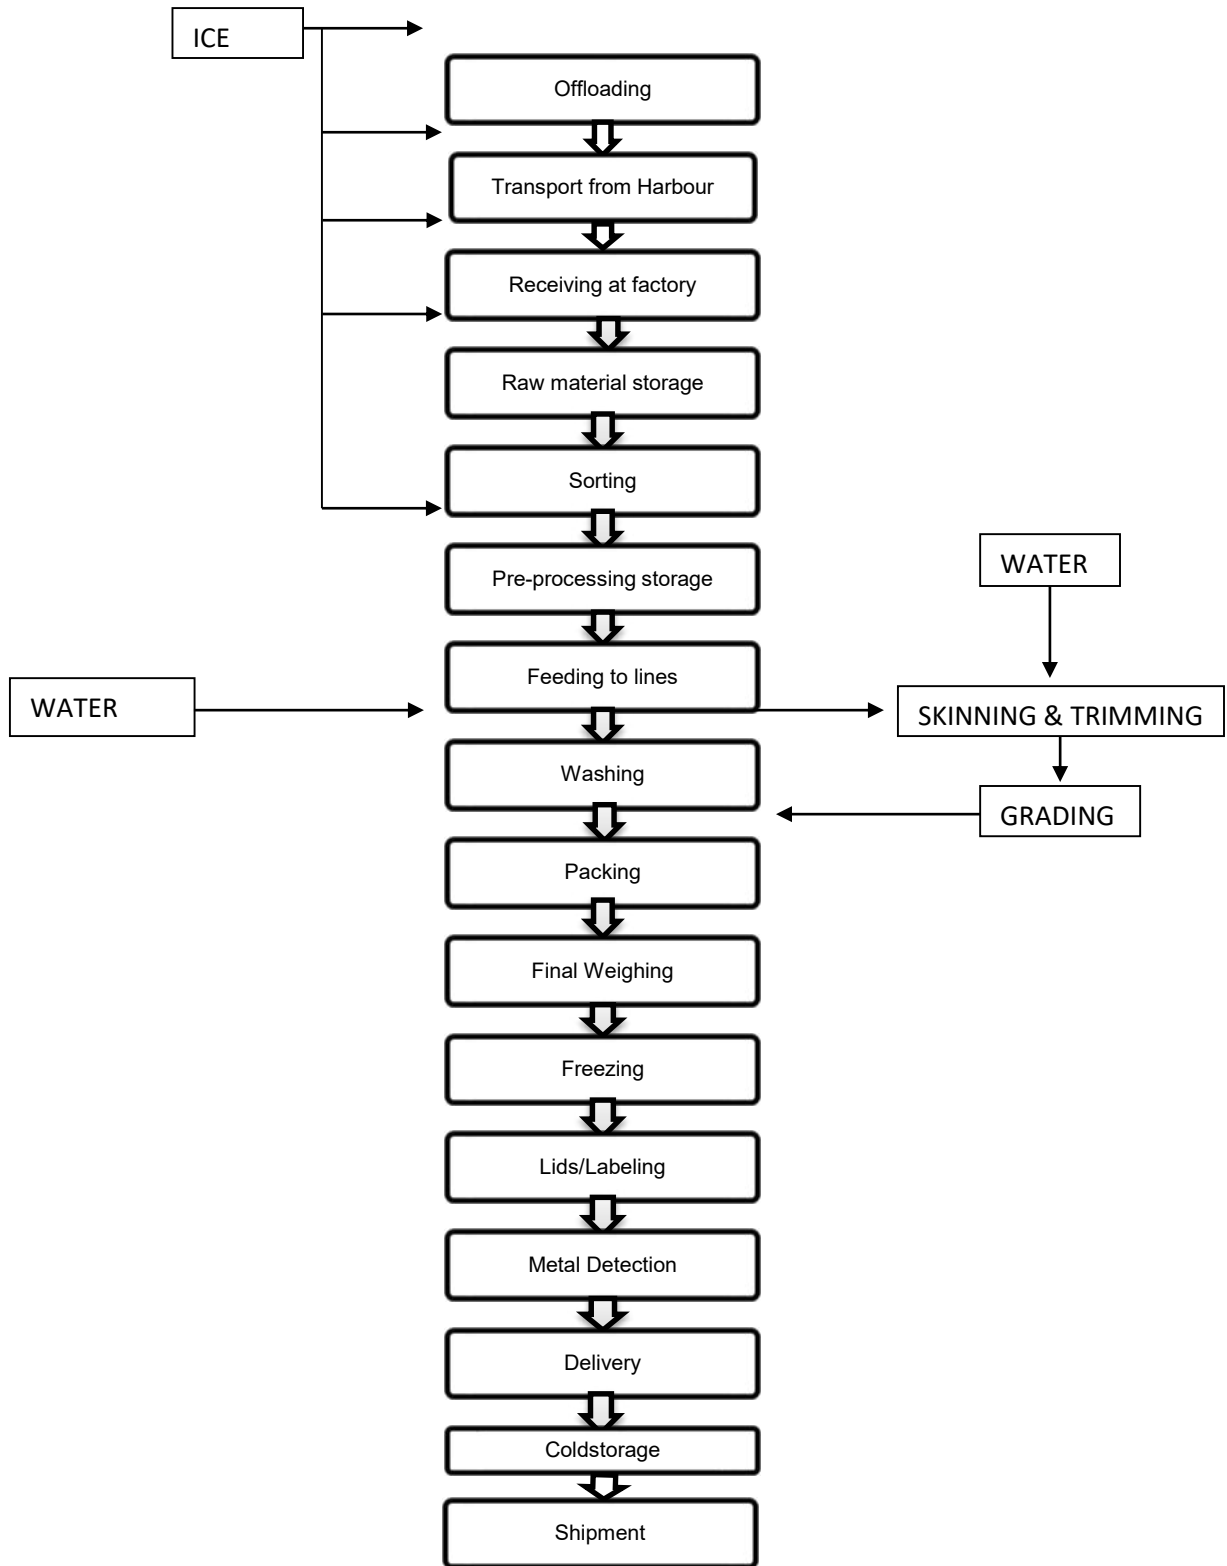 ICE
Offloading
Transport from Harbour
Receiving at factory
Raw material storage
Sorting
Pre-processing storage
WATER
Feeding to lines
WATER
SKINNING & TRIMMING
Washing
GRADING
Packing
Final Weighing
Freezing
Lids/Labeling
Metal Detection
Delivery
Coldstorage
Shipment